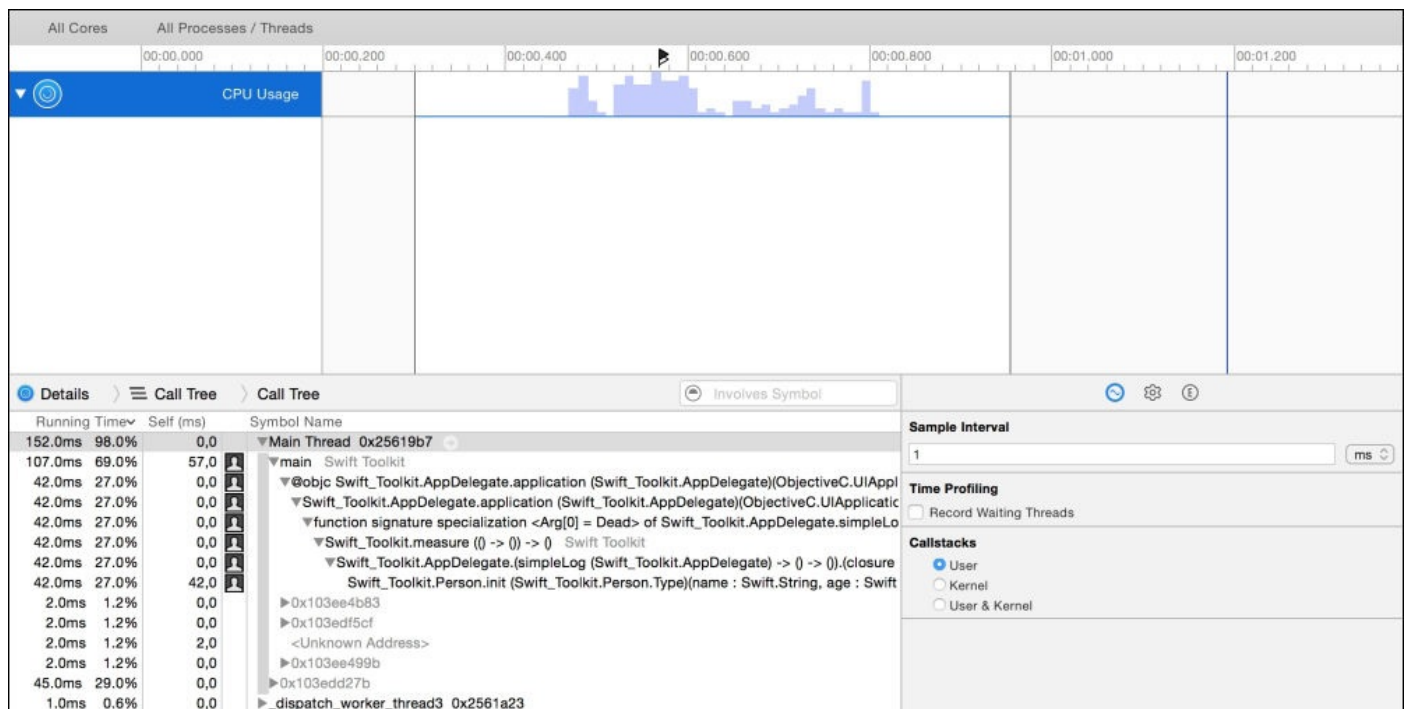 All Cores All Processes / Threads
00:00.000 00:00.200 00:00.400 00:00.600 00:00.800 00:01.000 00:01.200
CPU Usage
Details Call Tree Call Tree Involves Symbol
Running Time Self (ms) Symbol Name
152.0ms 98.0% 0,0 Main Thread 0x25619b7
107.0ms 69.0% 57,0 main Swift Toolkit
42.0ms 27.0% 0,0 @objc Swift_Toolkit.AppDelegate.application (Swift_Toolkit.AppDelegate)(ObjectiveC.UIAppl
42.0ms 27.0% 0,0 Swift_Toolkit.AppDelegate.application (Swift_Toolkit.AppDelegate)(ObjectiveC.UIApplicatic
42.0ms 27.0% 0,0 function signature specialization <Arg[0] = Dead> of Swift_Toolkit.AppDelegate.simpleLo
42.0ms 27.0% 0,0 Swift_Toolkit.measure (() -> ()) -> () Swift Toolkit
42.0ms 27.0% 0,0 Swift_Toolkit.AppDelegate.(simpleLog (Swift_Toolkit.AppDelegate) -> () -> ()).(closure
42.0ms 27.0% 42,0 Swift_Toolkit.Person.init (Swift_Toolkit.Person.Type)(name : Swift.String, age : Swift
2.0ms 1.2% 0,0 0x103ee4b83
2.0ms 1.2% 0,0 0x103edf5cf
2.0ms 1.2% 2,0 <Unknown Address>
2.0ms 1.2% 0,0 0x103ee499b
45.0ms 29.0% 0,0 0x103edd27b
1.0ms 0.6% 0,0 _dispatch_worker_thread3 0x2561a23
E
Sample Interval
1 ms
Time Profiling
Record Waiting Threads
Callstacks
User
Kernel
User & Kernel